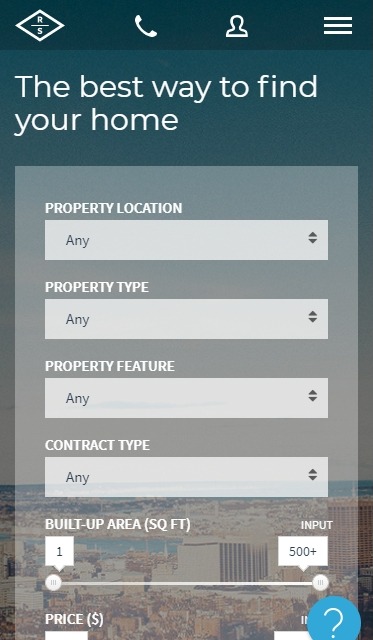 R
S
The best way to find
your home
PROPERTY LOCATION
Any
PROPERTY TYPE
Any
PROPERTY FEATURE
Any
CONTRACT TYPE
Any
BUILT-UP AREA (SQ FT)
INPUT
1
500+
PRICE ($)
?